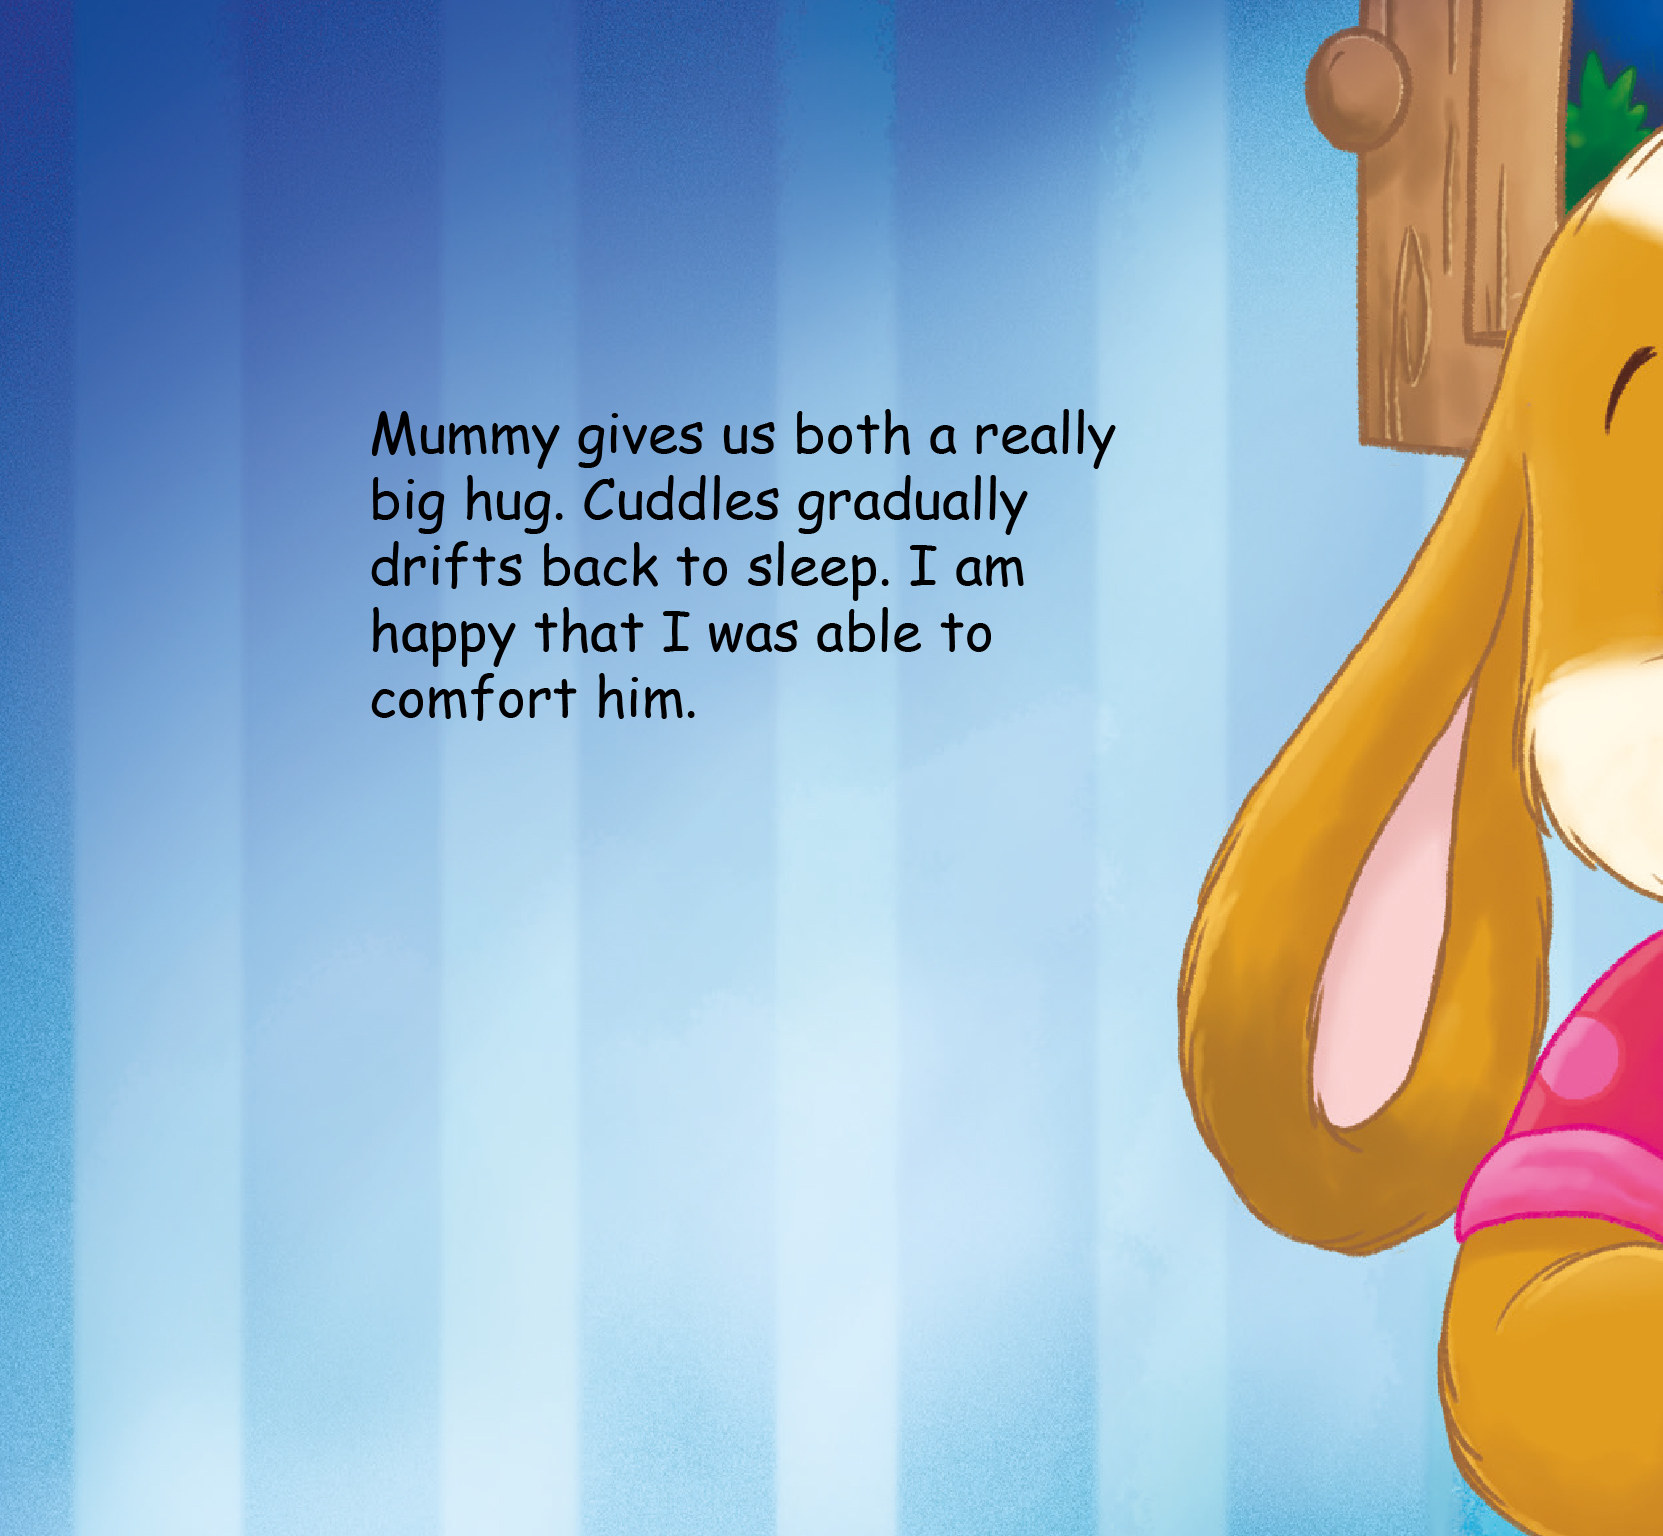 Mummy gives us both a really
big hug. Cuddles gradually
drifts back to sleep. I am
happy that I was able to
comfort him.